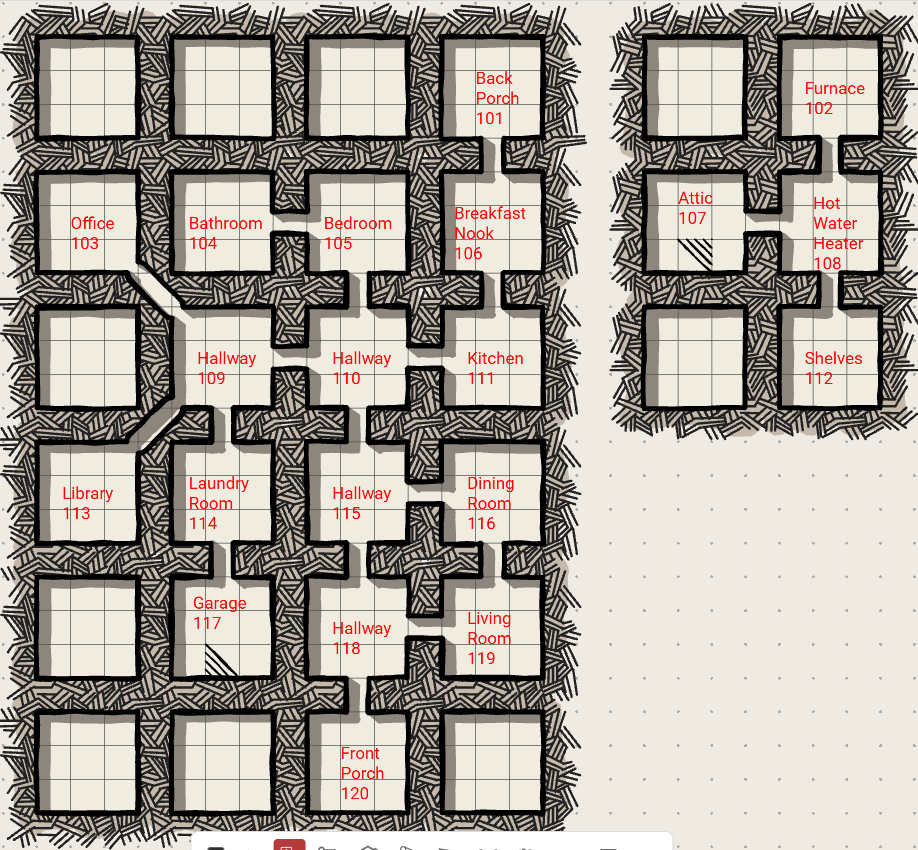 Back
Porch
101
Furnace
102
Office
103
Bathroom
104
Bedroom
105
Breakfast
Nook
106
Attic
107
Hot
Water
Heater
108
Hallway
109
Hallway
110
Kitchen
111
Shelves
112
Library
113
Laundry
Room
114
Hallway
115
Dining
Room
116
Garage
117
Hallway
118
Living
Room
119
Front
Porch
120